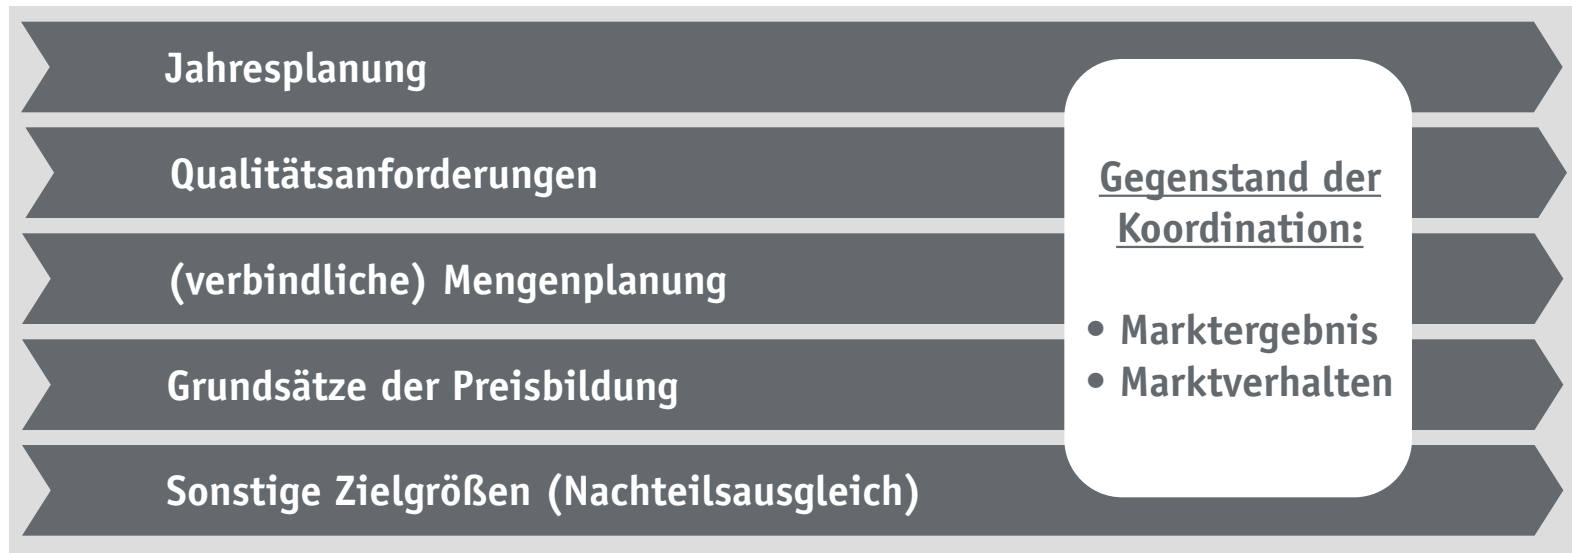 Jahresplanung
Qualitätsanforderungen
(verbindliche) Mengenplanung
Grundsätze der Preisbildung
Sonstige Zielgrößen (Nachteilsausgleich)
Gegenstand der
Koordination:
• Marktergebnis
• Marktverhalten